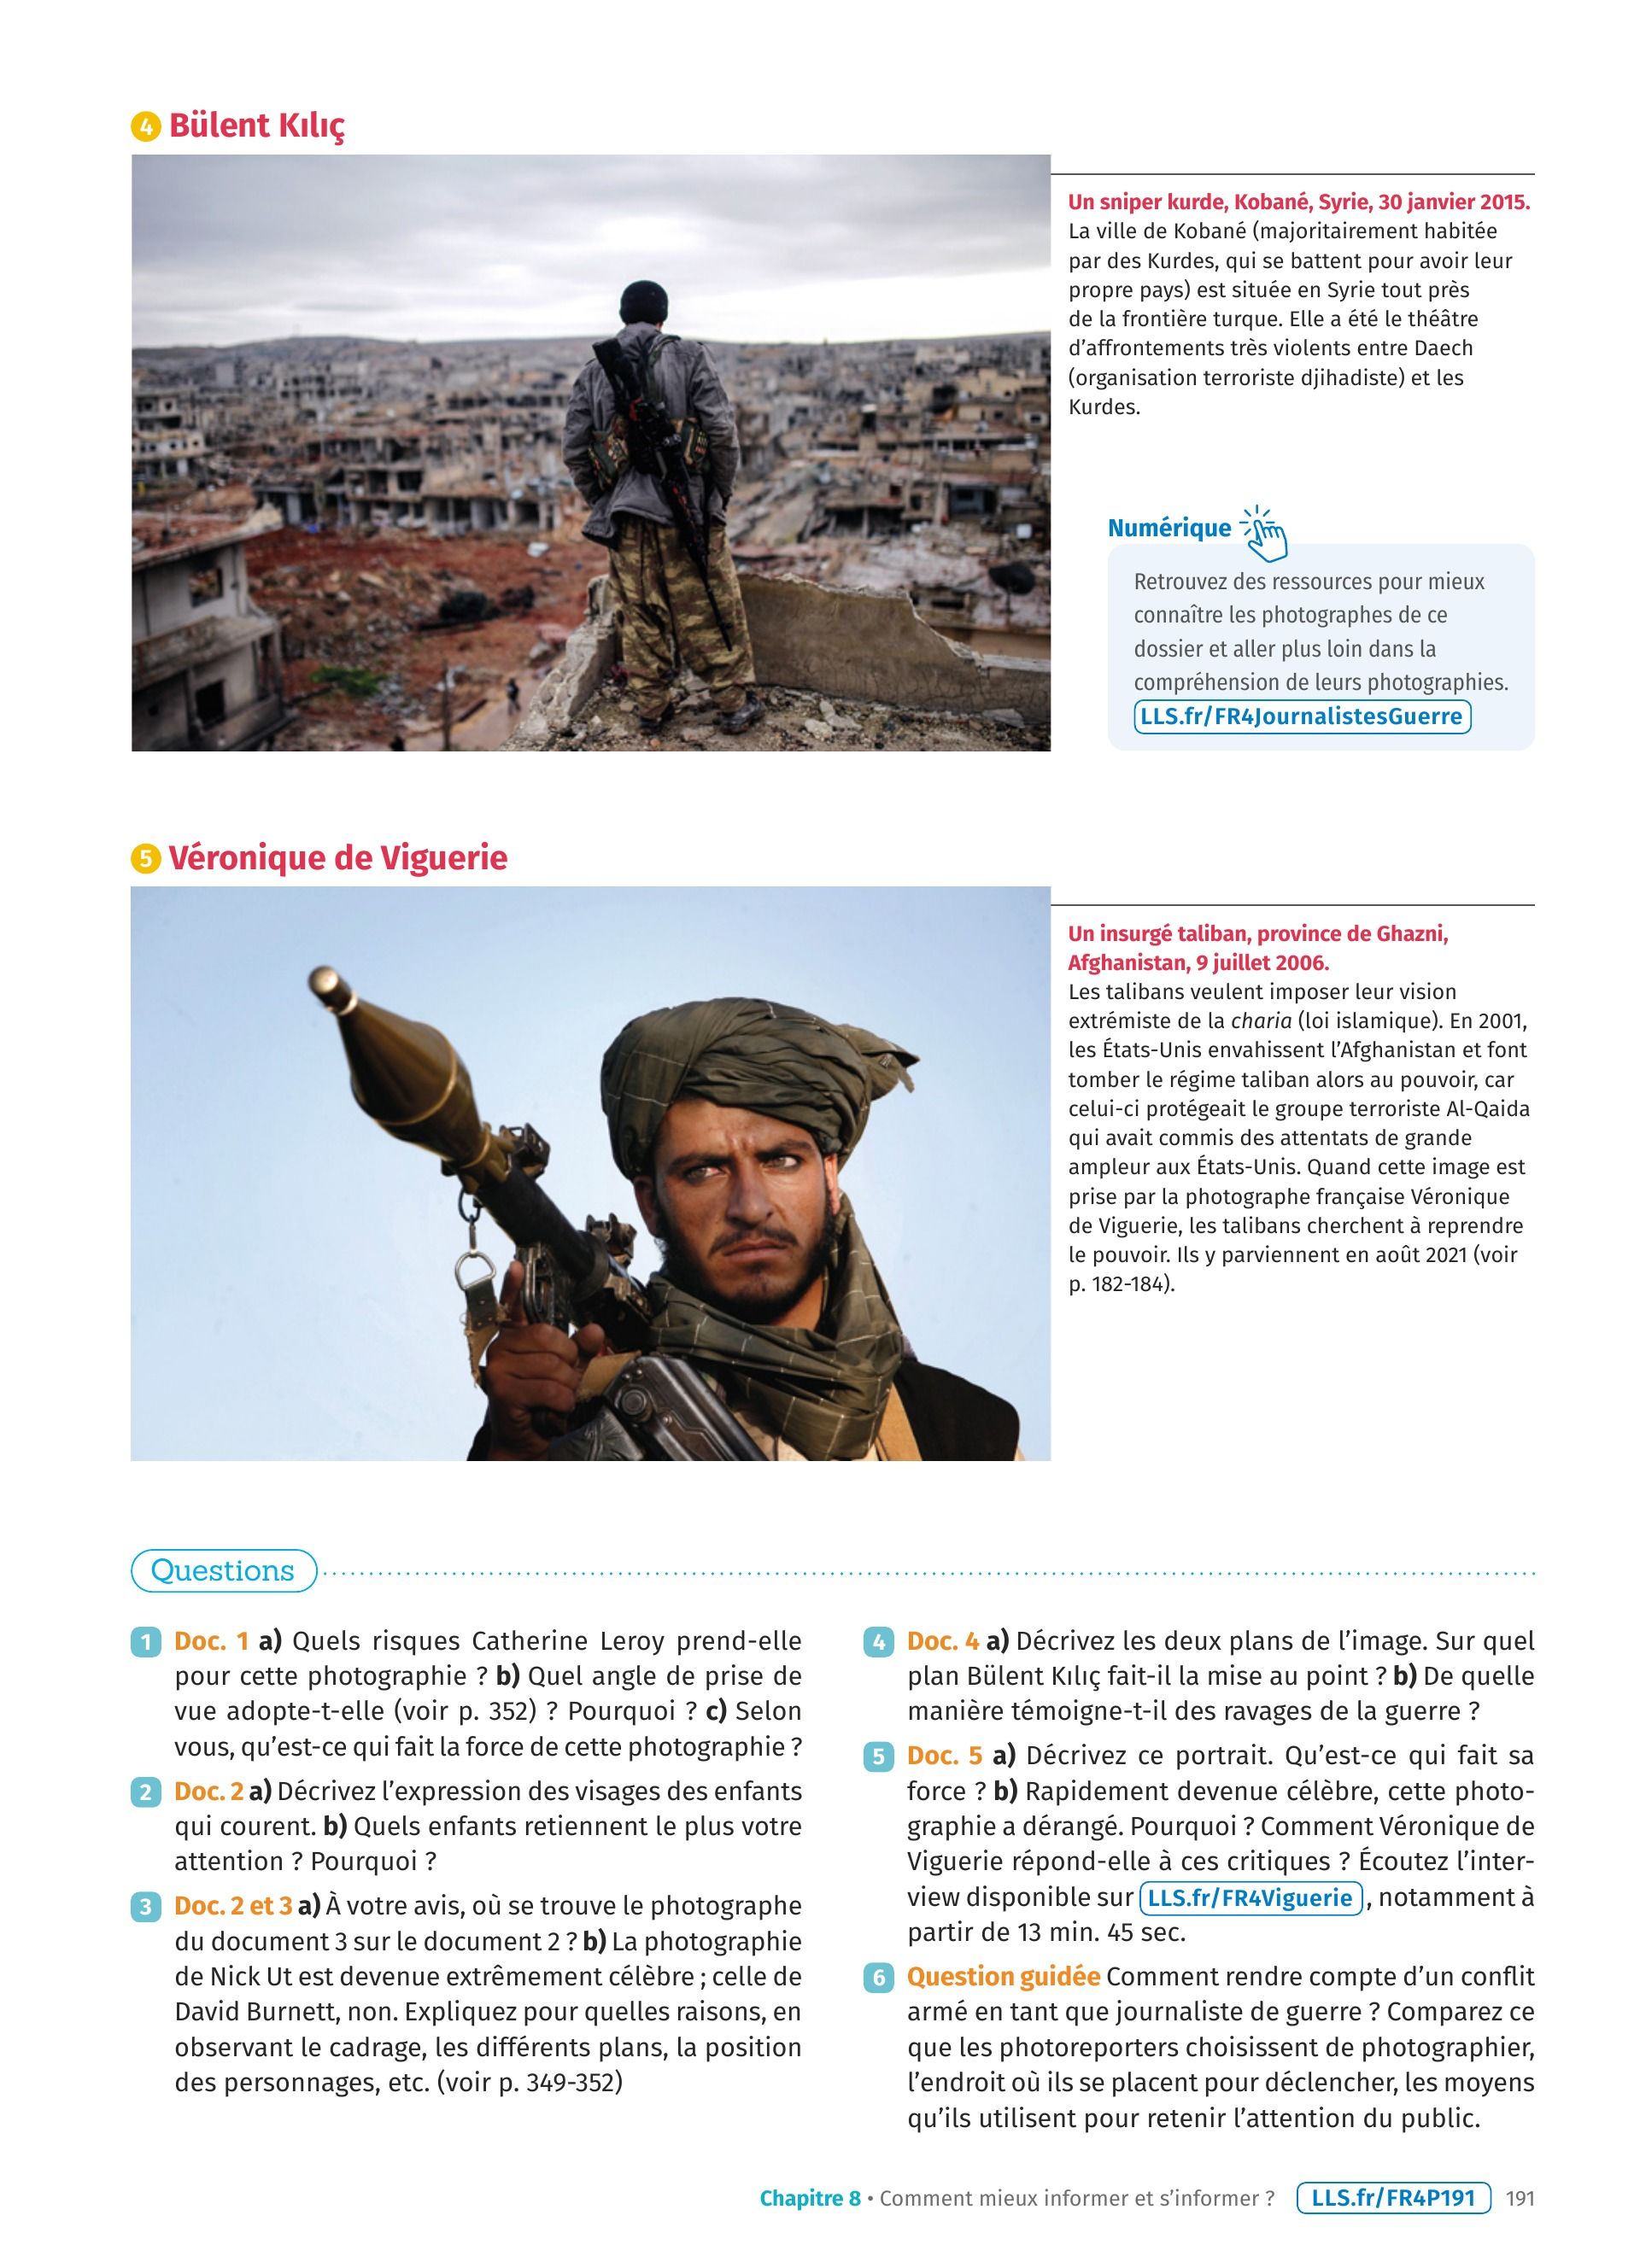 4 Bülent Kılıç
Un sniper kurde, Kobané, Syrie, 30 janvier 2015.
La ville de Kobané (majoritairement habitée
par des Kurdes, qui se battent pour avoir leur
propre pays) est située en Syrie tout près
de la frontière turque. Elle a été le théâtre
d’affrontements très violents entre Daech
(organisation terroriste djihadiste) et les
Kurdes.
Numérique
Retrouvez des ressources pour mieux
connaître les photographes de ce
dossier et aller plus loin dans la
compréhension de leurs photographies.
LLS.fr/FR4JournalistesGuerre
5 Véronique de Viguerie
Un insurgé taliban, province de Ghazni,
Afghanistan, 9 juillet 2006.
Les talibans veulent imposer leur vision
extrémiste de la charia (loi islamique). En 2001,
les États-Unis envahissent l’Afghanistan et font
tomber le régime taliban alors au pouvoir, car
celui-ci protégeait le groupe terroriste Al-Qaida
qui avait commis des attentats de grande
ampleur aux États-Unis. Quand cette image est
prise par la photographe française Véronique
de Viguerie, les talibans cherchent à reprendre
le pouvoir. Ils y parviennent en août 2021 (voir
p. 182-184).
Questions
1 Doc. 1 a) Quels risques Catherine Leroy prend-elle
pour cette photographie ? b) Quel angle de prise de
vue adopte-t-elle (voir p. 352) ? Pourquoi ? c) Selon
vous, qu’est-ce qui fait la force de cette photographie ?
2 Doc. 2 a) Décrivez l’expression des visages des enfants
qui courent. b) Quels enfants retiennent le plus votre
attention ? Pourquoi ?
3 Doc. 2 et 3 a) À votre avis, où se trouve le photographe
du document 3 sur le document 2 ? b) La photographie
de Nick Ut est devenue extrêmement célèbre ; celle de
David Burnett, non. Expliquez pour quelles raisons, en
observant le cadrage, les différents plans, la position
des personnages, etc. (voir p. 349-352)
4 Doc. 4 a) Décrivez les deux plans de l’image. Sur quel
plan Bülent Kılıç fait-il la mise au point ? b) De quelle
manière témoigne-t-il des ravages de la guerre ?
5 Doc. 5 a) Décrivez ce portrait. Qu’est-ce qui fait sa
force ? b) Rapidement devenue célèbre, cette photo-
graphie a dérangé. Pourquoi ? Comment Véronique de
Viguerie répond-elle à ces critiques ? Écoutez l’inter-
view disponible sur LLS.fr/FR4Viguerie , notamment à
partir de 13 min. 45 sec.
6 Question guidée Comment rendre compte d’un conflit
armé en tant que journaliste de guerre ? Comparez ce
que les photoreporters choisissent de photographier,
l’endroit où ils se placent pour déclencher, les moyens
qu’ils utilisent pour retenir l’attention du public.
Chapitre 8 • Comment mieux informer et s’informer ? LLS.fr/FR4P191 191